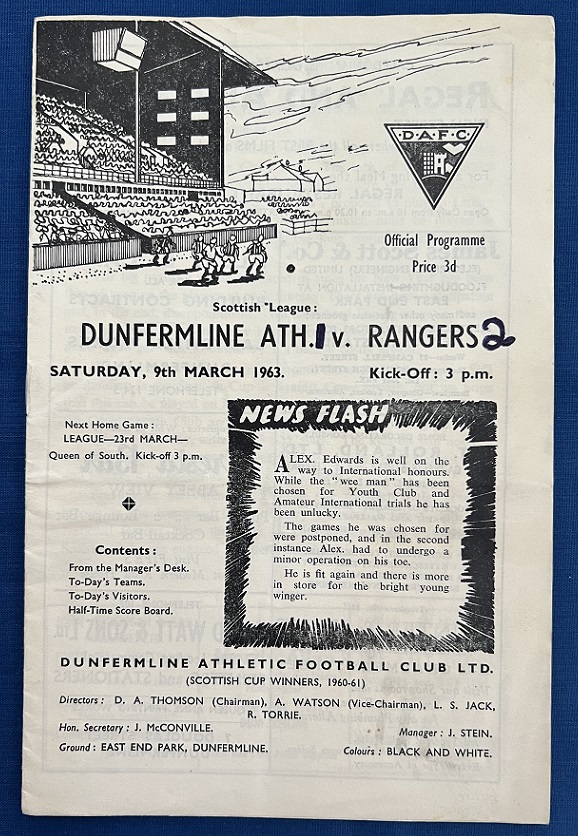 D.A.F.C
Official Programme
Price 3d
Scottish League:
DUNFERMLINE ATH. 1 v. RANGERS 2
SATURDAY, 9th MARCH 1963. Kick-Off: 3 p.m.
Next Home Game:
LEAGUE—23rd MARCH—
Queen of South. Kick-off 3 p.m.
Contents:
From the Manager's Desk.
To-Day's Teams.
To-Day's Visitors.
Half-Time Score Board.
NEWS FLASH
ALEX. Edwards is well on the
way to International honours.
While the "wee man" has been
chosen for Youth Club and
Amateur International trials he has
been unlucky.
The games he was chosen for
were postponed, and in the second
instance Alex. had to undergo a
minor operation on his toe.
He is fit again and there is more
in store for the bright young
winger.
DUNFERMLINE ATHLETIC FOOTBALL CLUB LTD.
(SCOTTISH CUP WINNERS, 1960-61)
Directors: D. A. THOMSON (Chairman), A. WATSON (Vice-Chairman), L. S. JACK,
R. TORRIE.
Hon. Secretary: J. McCONVILLE. Manager: J. STEIN.
Ground: EAST END PARK, DUNFERMLINE. Colours: BLACK AND WHITE.